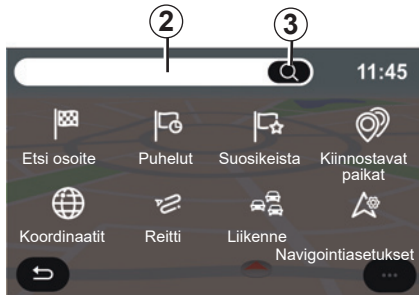 2
3
11:45
Etsi osoite
Puhelut
Suosikeista
Kiinnostavat
paikat
Koordinaatit
Reitti
Liikenne
Navigointiasetukset